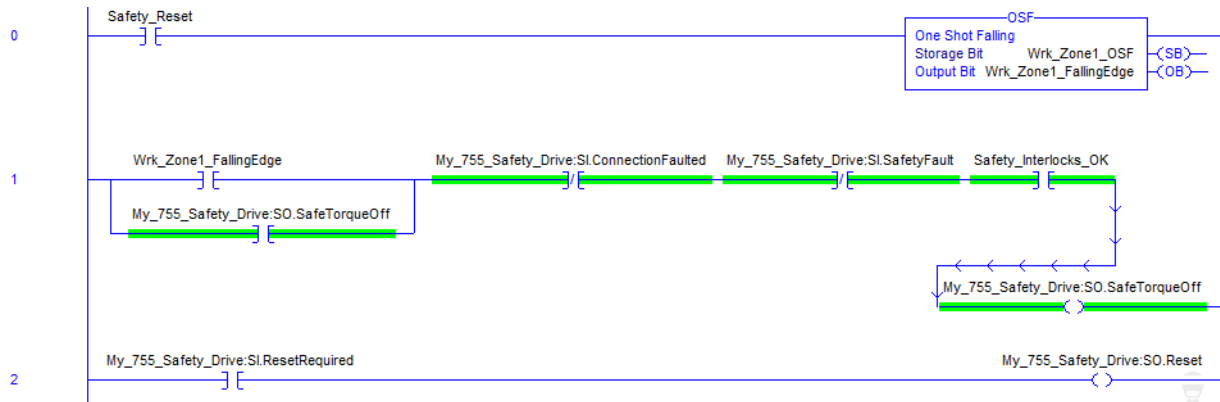 Safety_Reset
OSF
0
One Shot Falling
Storage Bit Wrk_Zone1_OSF (SB)
Output Bit Wrk_Zone1_FallingEdge (OB)
Wrk_Zone1_FallingEdge My_755_Safety_Drive:SI.ConnectionFaulted My_755_Safety_Drive:SI.SafetyFault Safety_Interlocks_OK
1
My_755_Safety_Drive:SO.SafeTorqueOff
My_755_Safety_Drive:SO.SafeTorqueOff
My_755_Safety_Drive:SI.ResetRequired My_755_Safety_Drive:SO.Reset
2